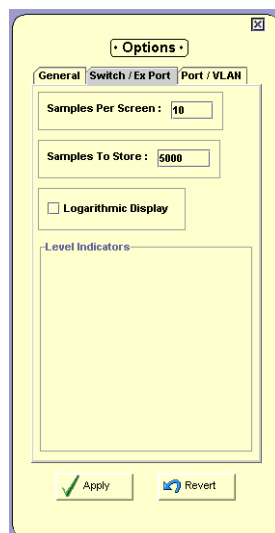 • Options •
General Switch / Ex Port Port / VLAN
Samples Per Screen : 10
Samples To Store : 5000
Logarithmic Display
Level Indicators
Apply Revert